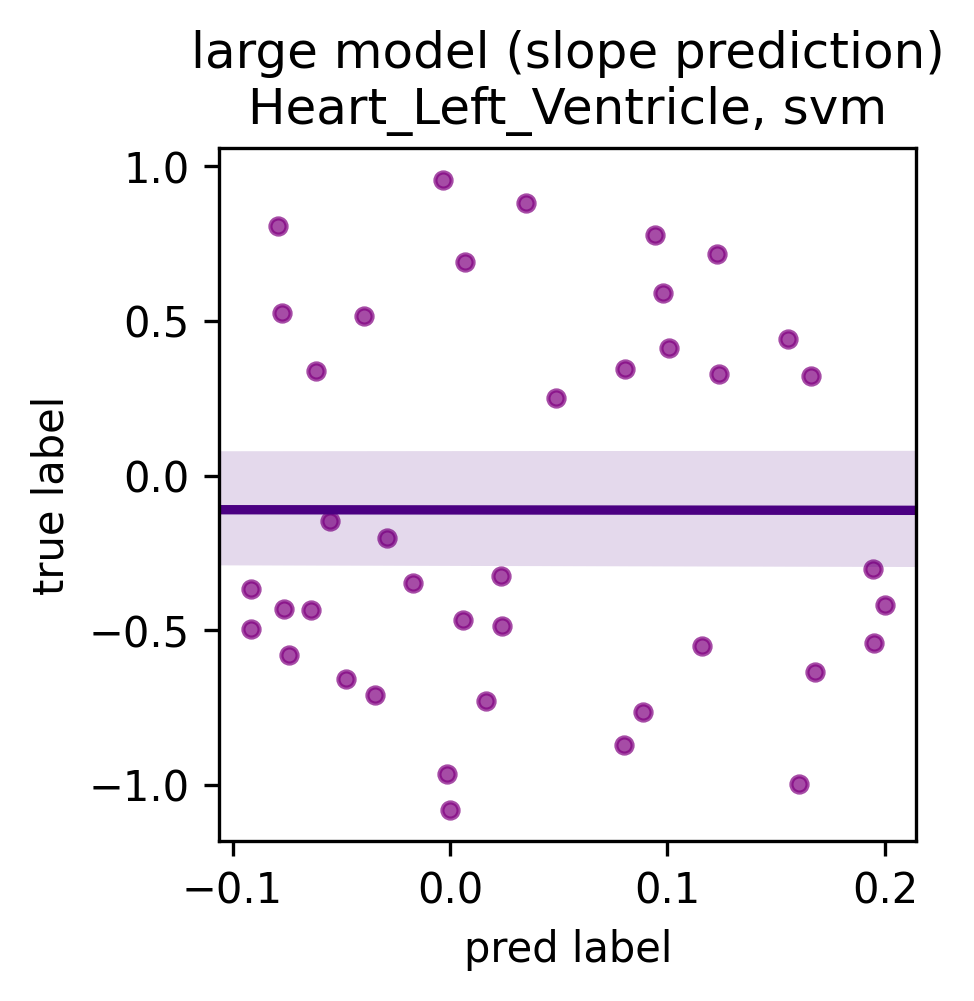 large model (slope prediction)
Heart_Left_Ventricle, svm
1.0
0.5
0.0
−0.5
−1.0
true label
−0.1
0.0
0.1
0.2
pred label